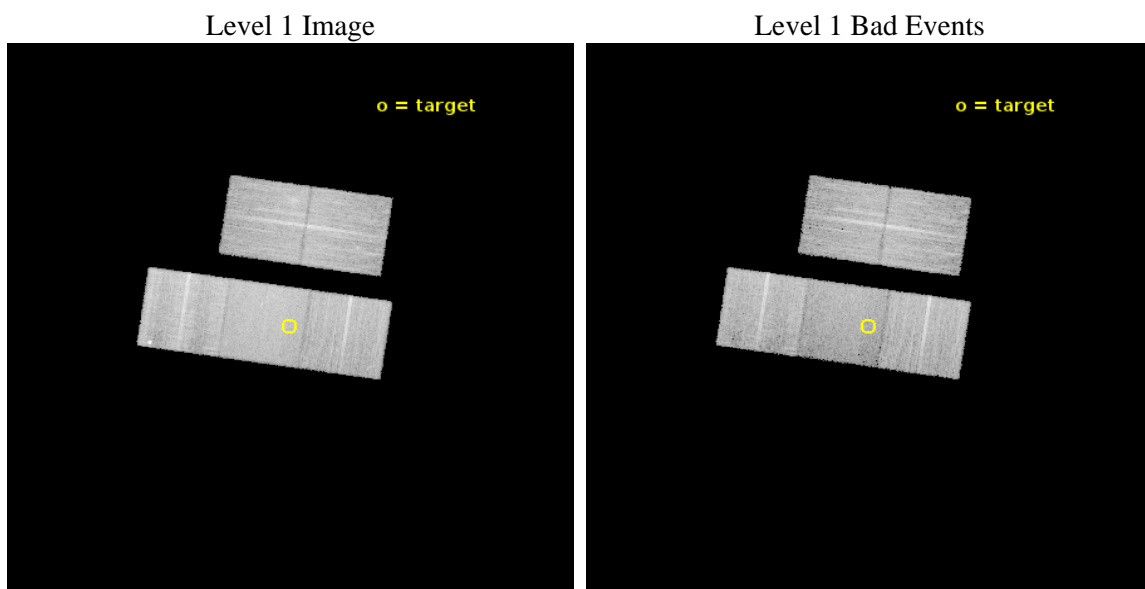 Level 1 Image
Level 1 Bad Events
o = target
o = target